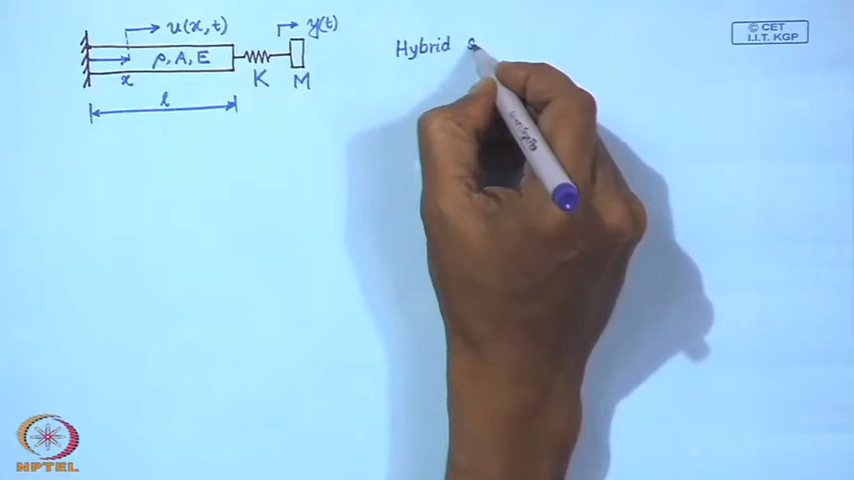 u(x,t)
y(t)
Hybrid
ρ, A, E
x
K
M
l
© CET
I.I.T. KGP
NPTEL